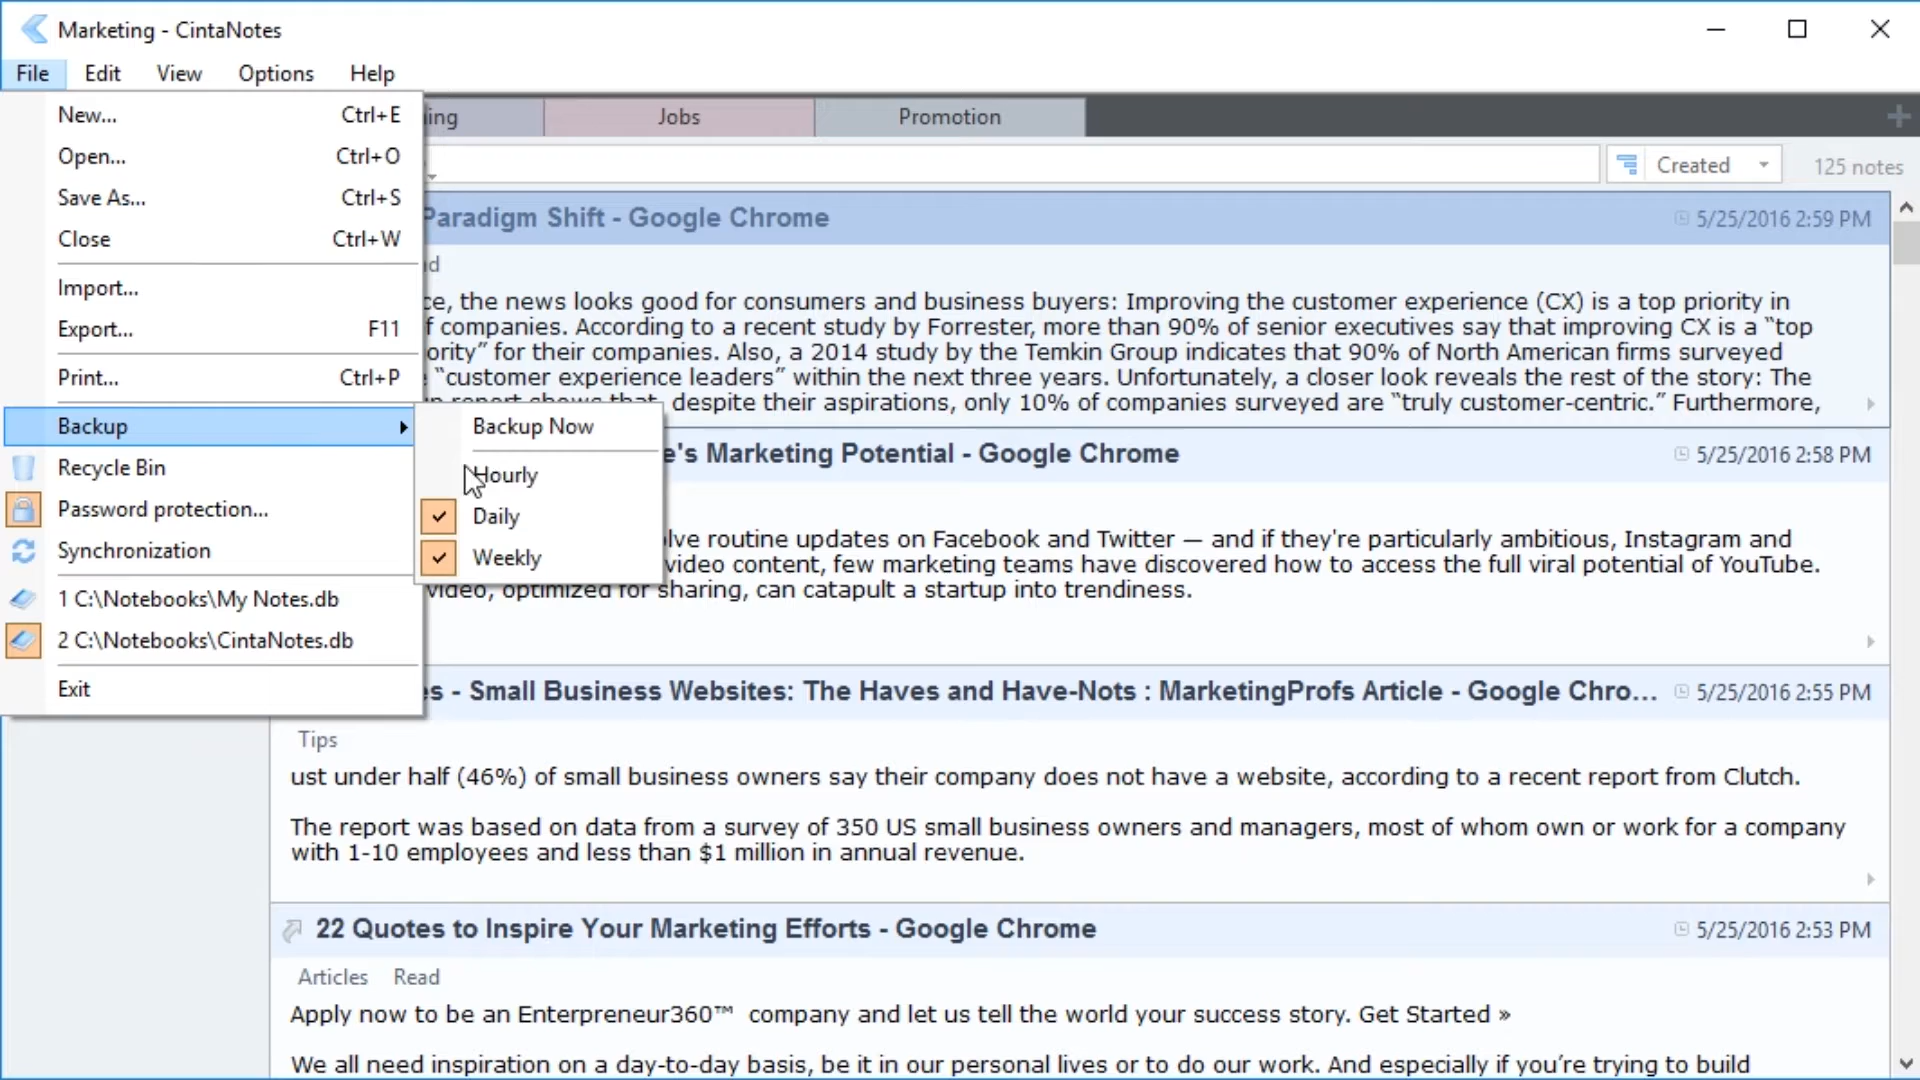 Marketing - CintaNotes
File Edit View Options Help
New... Ctrl+E
Open... Ctrl+O
Save As... Ctrl+S
Close Ctrl+W
Import...
Export... F11
Print... Ctrl+P
Backup
Recycle Bin
Password protection...
Synchronization
1 C:\Notebooks\My Notes.db
2 C:\Notebooks\CintaNotes.db
Exit
Backup Now
Hourly
Daily
Weekly
ing Jobs Promotion
Created 125 notes
Paradigm Shift - Google Chrome 5/25/2016 2:59 PM
ce, the news looks good for consumers and business buyers: Improving the customer experience (CX) is a top priority in
f companies. According to a recent study by Forrester, more than 90% of senior executives say that improving CX is a “top
ority” for their companies. Also, a 2014 study by the Temkin Group indicates that 90% of North American firms surveyed
“customer experience leaders” within the next three years. Unfortunately, a closer look reveals the rest of the story: The
report shows that, despite their aspirations, only 10% of companies surveyed are “truly customer-centric.” Furthermore,
e's Marketing Potential - Google Chrome 5/25/2016 2:58 PM
lve routine updates on Facebook and Twitter — and if they're particularly ambitious, Instagram and
video content, few marketing teams have discovered how to access the full viral potential of YouTube.
video, optimized for sharing, can catapult a startup into trendiness.
es - Small Business Websites: The Haves and Have-Nots : MarketingProfs Article - Google Chro... 5/25/2016 2:55 PM
Tips
ust under half (46%) of small business owners say their company does not have a website, according to a recent report from Clutch.
The report was based on data from a survey of 350 US small business owners and managers, most of whom own or work for a company
with 1-10 employees and less than $1 million in annual revenue.
22 Quotes to Inspire Your Marketing Efforts - Google Chrome 5/25/2016 2:53 PM
Articles Read
Apply now to be an Enterpreneur360™ company and let us tell the world your success story. Get Started »
We all need inspiration on a day-to-day basis, be it in our personal lives or to do our work. And especially if you’re trying to build